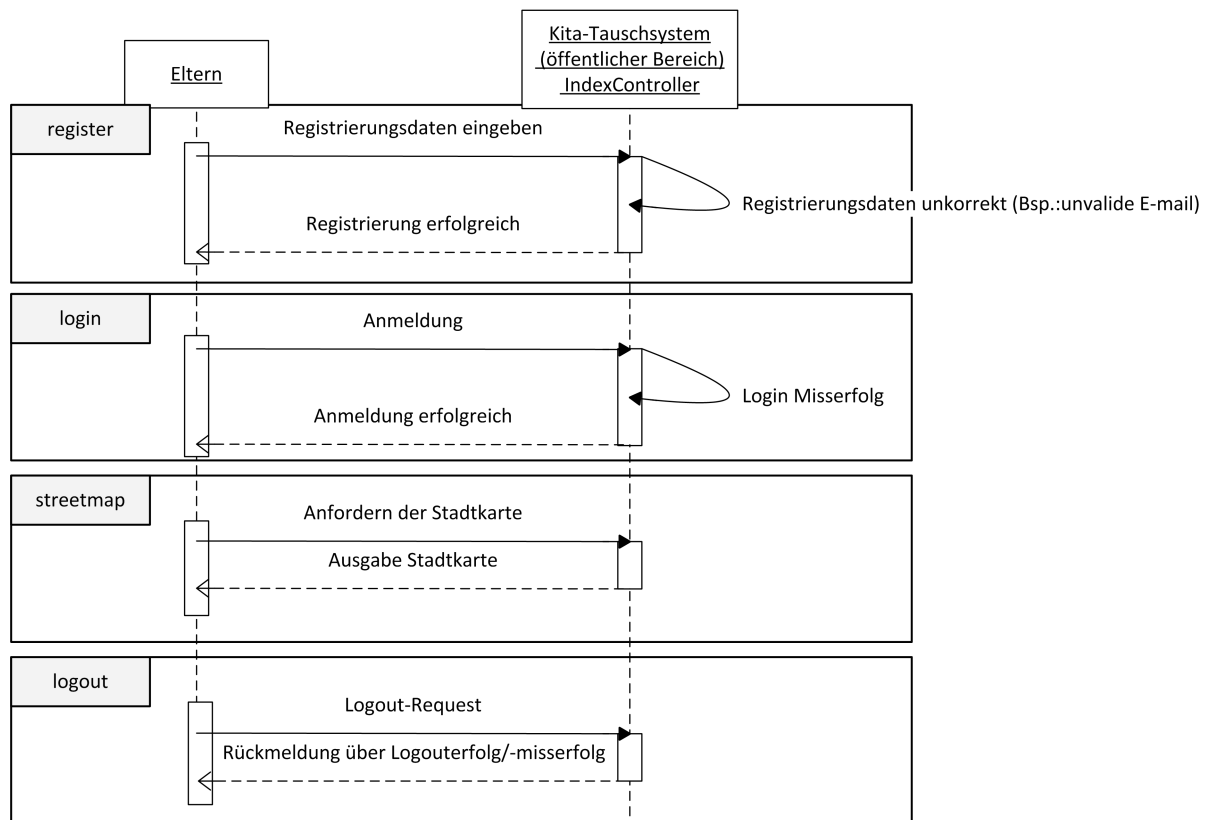 Eltern
Kita-Tauschsystem
(öffentlicher Bereich)
IndexController
register
Registrierungsdaten eingeben
Registrierungsdaten unkorrekt (Bsp.:unvalide E-mail)
Registrierung erfolgreich
login
Anmeldung
Login Misserfolg
Anmeldung erfolgreich
streetmap
Anfordern der Stadtkarte
Ausgabe Stadtkarte
logout
Logout-Request
Rückmeldung über Logouterfolg/-misserfolg